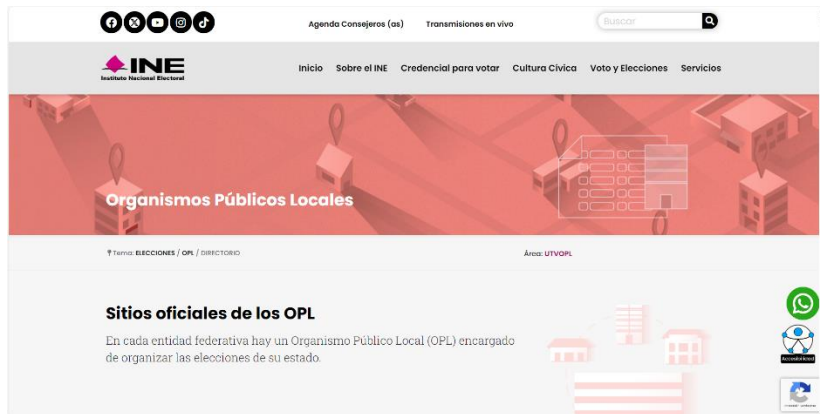 Agenda Consejeros (as) Transmisiones en vivo Buscar
INE
Instituto Nacional Electoral
Inicio Sobre el INE Credencial para votar Cultura Cívica Voto y Elecciones Servicios
Organismos Públicos Locales
Tema: ELECCIONES / OPL / DIRECTORIO Área: UTVOPL
Sitios oficiales de los OPL
En cada entidad federativa hay un Organismo Público Local (OPL) encargado
de organizar las elecciones de su estado.
Accesibilidad